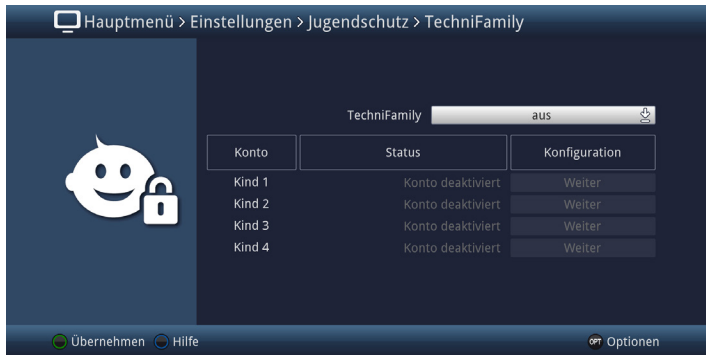 Hauptmenü > Einstellungen > Jugendschutz > TechniFamily
TechniFamily aus
Konto Status Konfiguration
Kind 1 Konto deaktiviert Weiter
Kind 2 Konto deaktiviert Weiter
Kind 3 Konto deaktiviert Weiter
Kind 4 Konto deaktiviert Weiter
Übernehmen Hilfe OPT Optionen